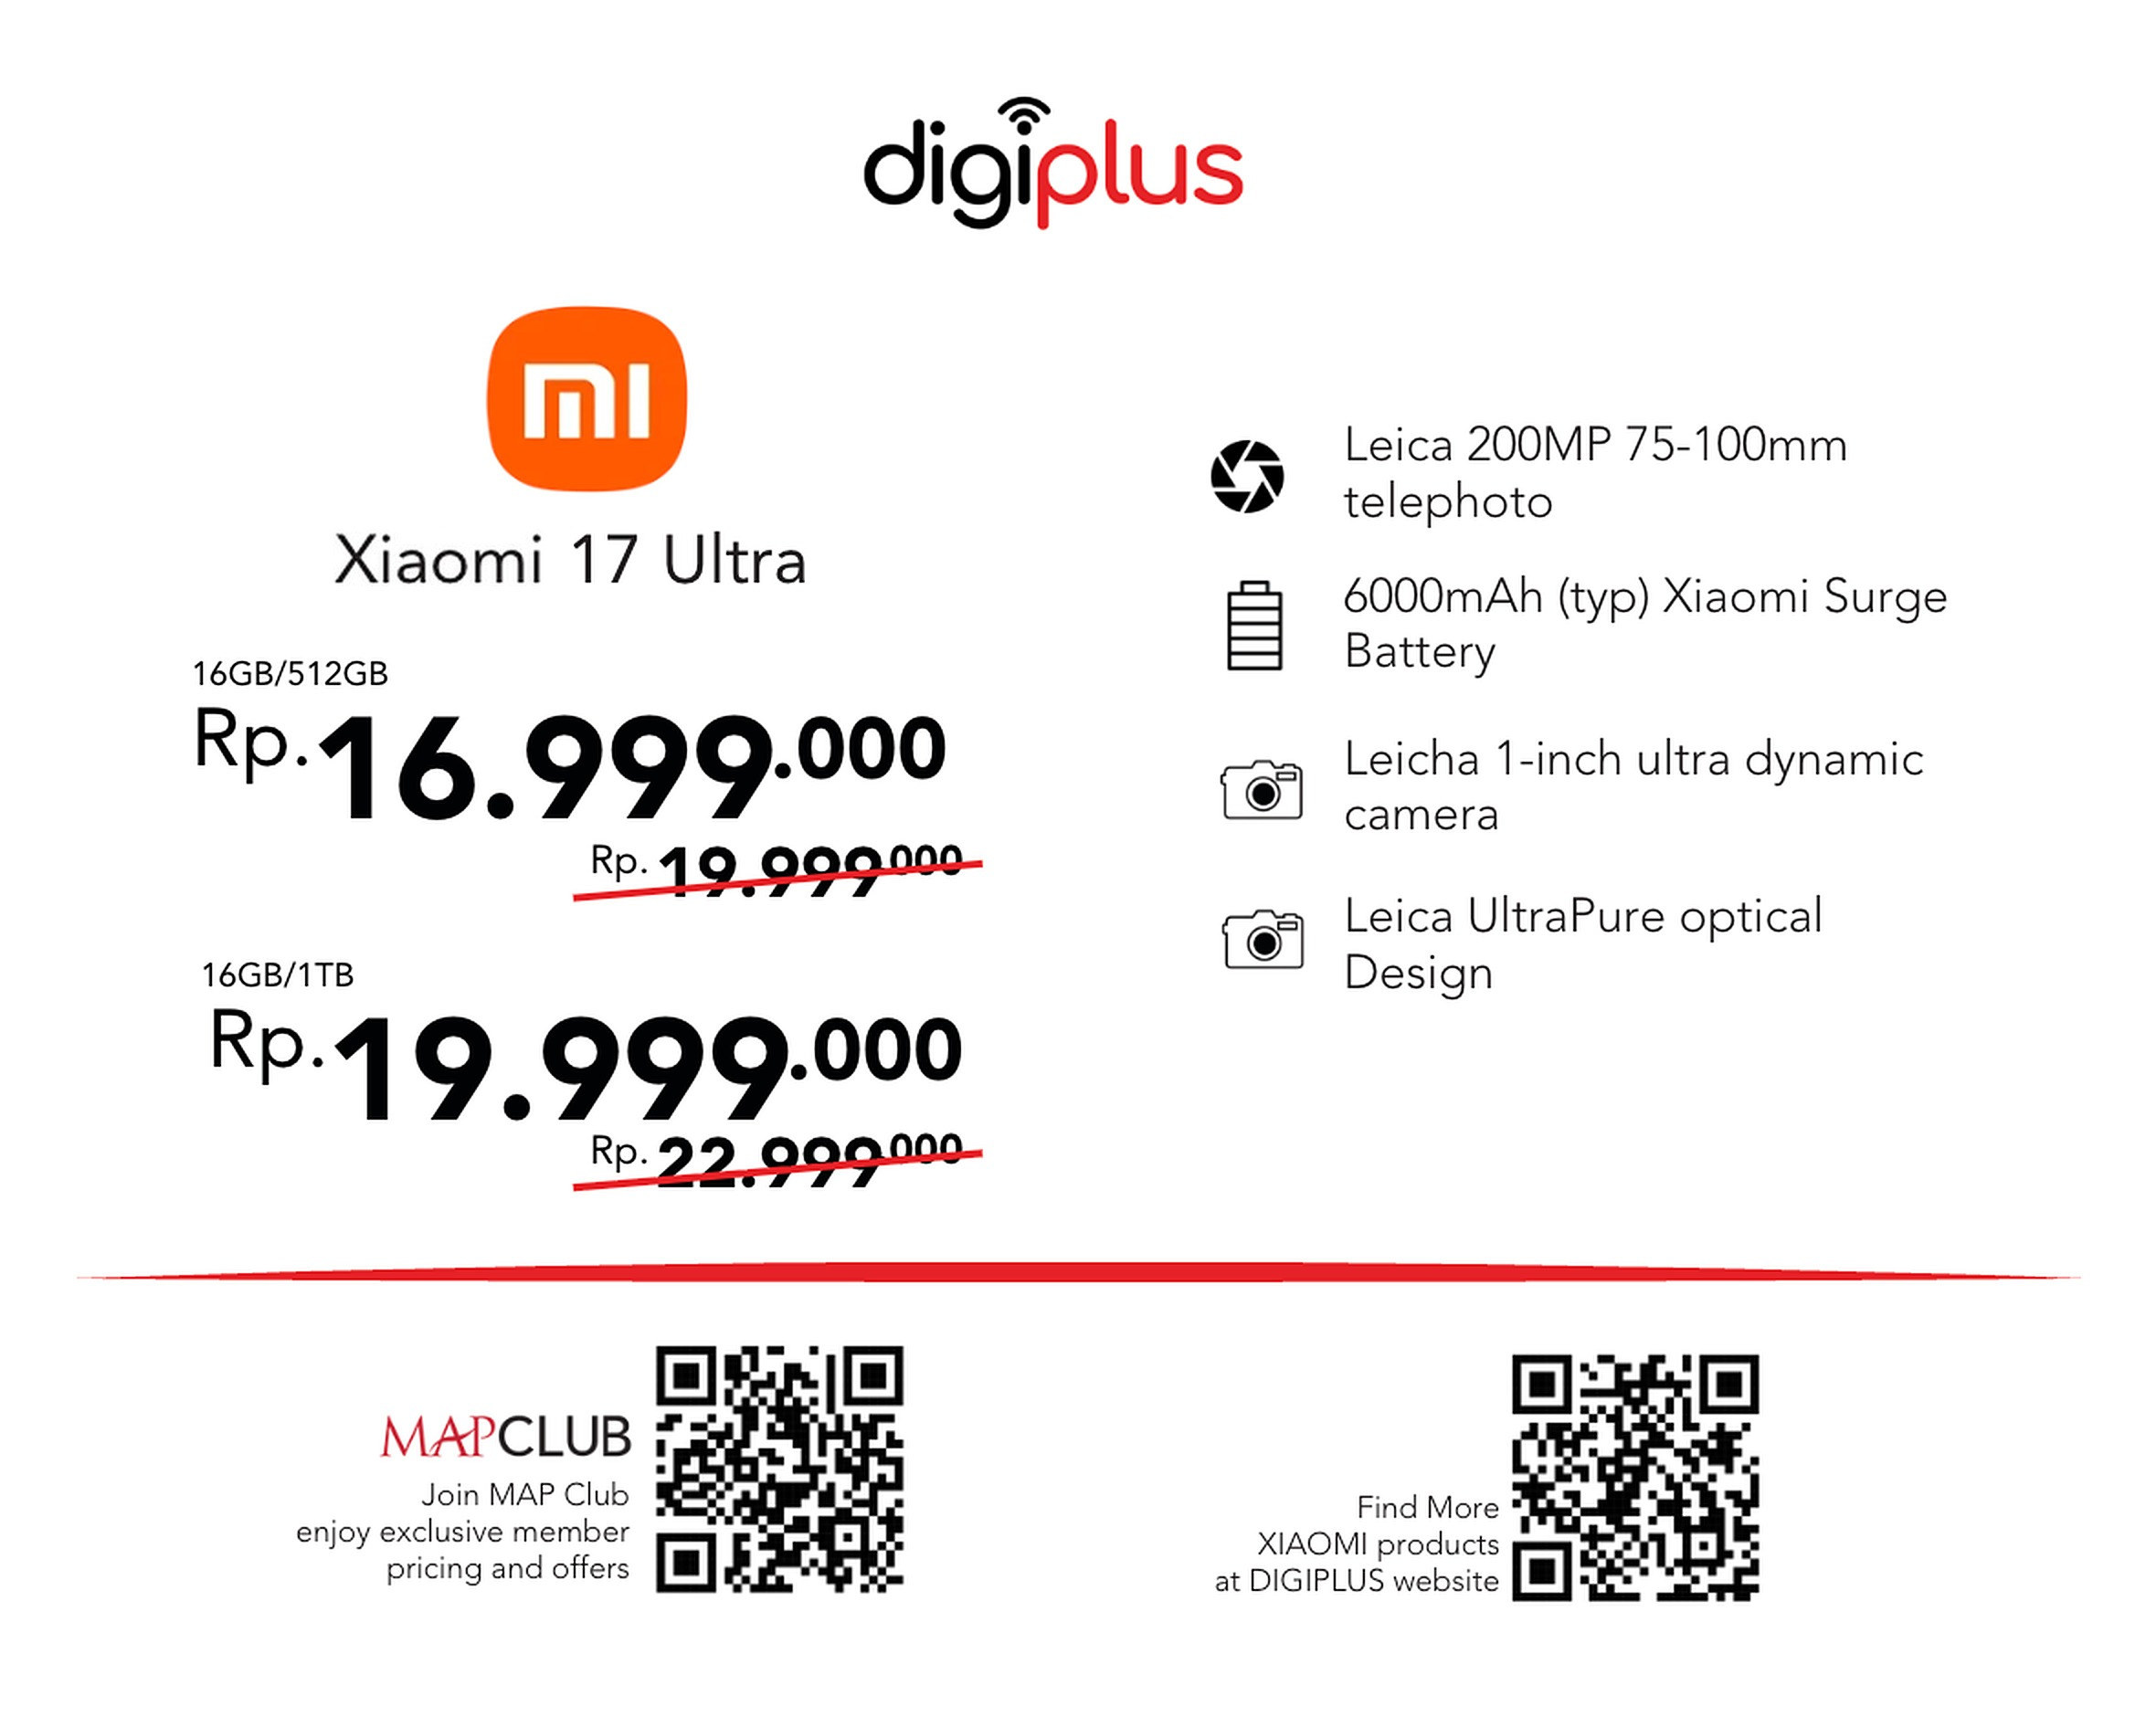 digiplus
mi
Xiaomi 17 Ultra
16GB/512GB
Rp.16.999.000
Rp. 19.999.000
16GB/1TB
Rp.19.999.000
Rp. 22.999.000
Leica 200MP 75-100mm
telephoto
6000mAh (typ) Xiaomi Surge
Battery
Leicha 1-inch ultra dynamic
camera
Leica UltraPure optical
Design
MAPCLUB
Join MAP Club
enjoy exclusive member
pricing and offers
Find More
XIAOMI products
at DIGIPLUS website